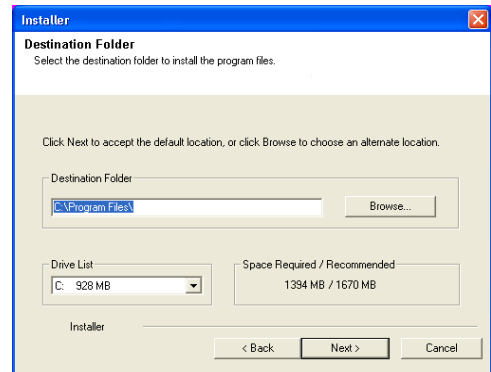 Installer
Destination Folder
Select the destination folder to install the program files.
Click Next to accept the default location, or click Browse to choose an alternate location.
Destination Folder
C:\Program Files\
Browse...
Drive List
Space Required / Recommended
C: 928 MB
1394 MB / 1670 MB
Installer
< Back
Next >
Cancel